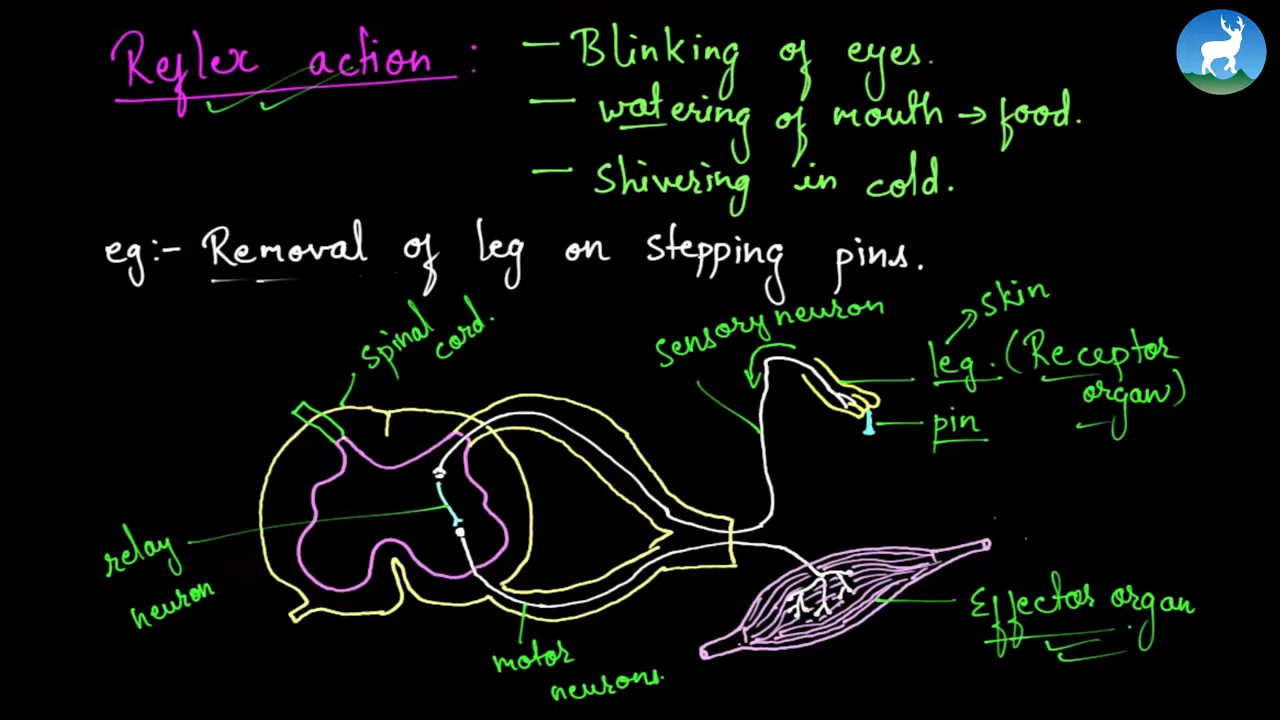 Reflex action :
- Blinking of eyes.
- watering of mouth → food.
- Shivering in cold.
eg:- Removal of leg on stepping pins.
spinal cord.
sensory neuron
skin
leg. (Receptor organ)
pin
relay neuron
motor neurons.
Effector organ